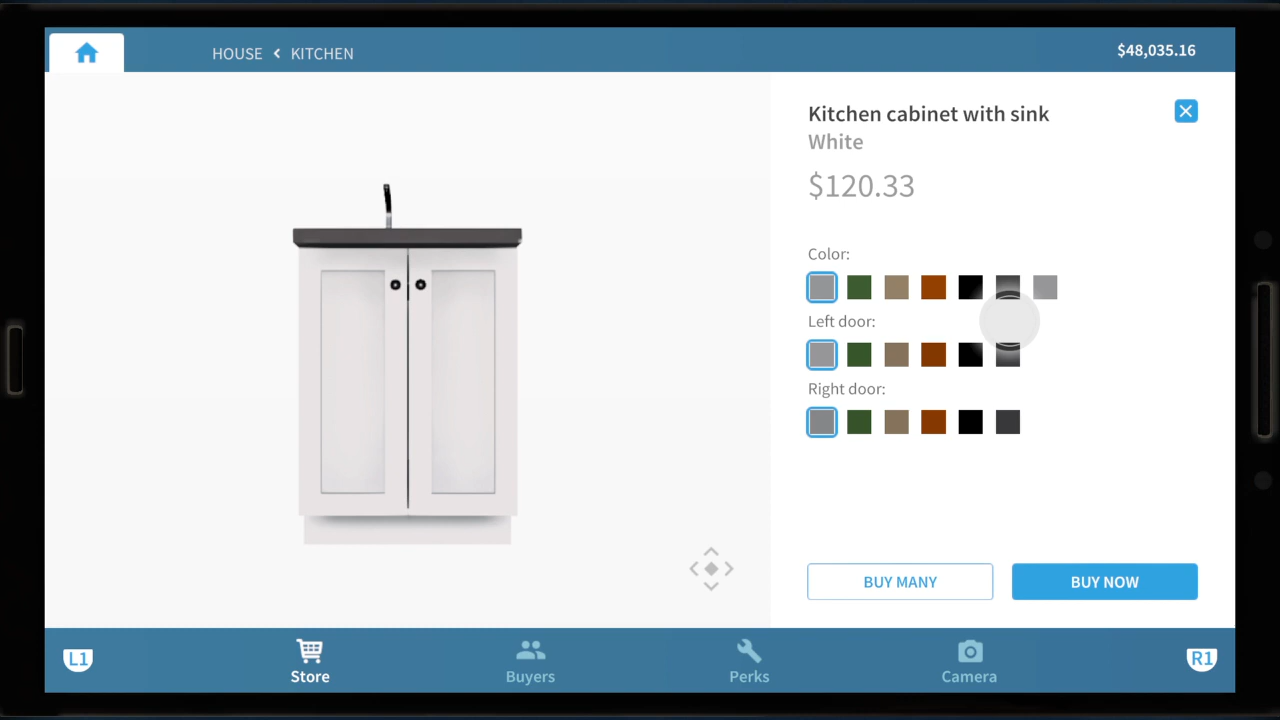 HOUSE < KITCHEN
$48,035.16
Kitchen cabinet with sink
White
$120.33
Color:
Left door:
Right door:
BUY MANY
BUY NOW
L1
Store
Buyers
Perks
Camera
R1